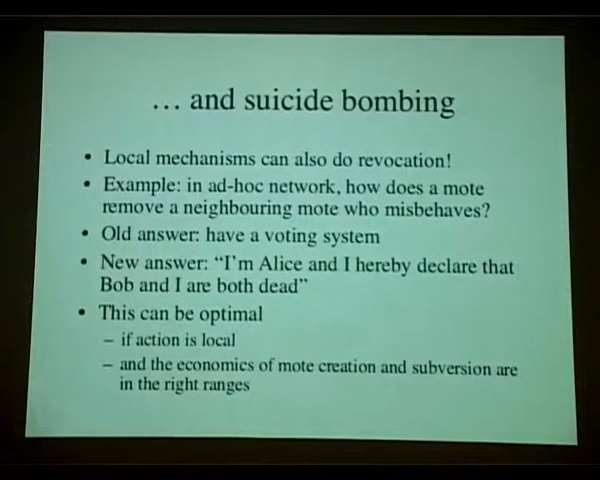 … and suicide bombing
• Local mechanisms can also do revocation!
• Example: in ad-hoc network, how does a mote
remove a neighbouring mote who misbehaves?
• Old answer: have a voting system
• New answer: “I’m Alice and I hereby declare that
Bob and I are both dead”
• This can be optimal
– if action is local
– and the economics of mote creation and subversion are
in the right ranges